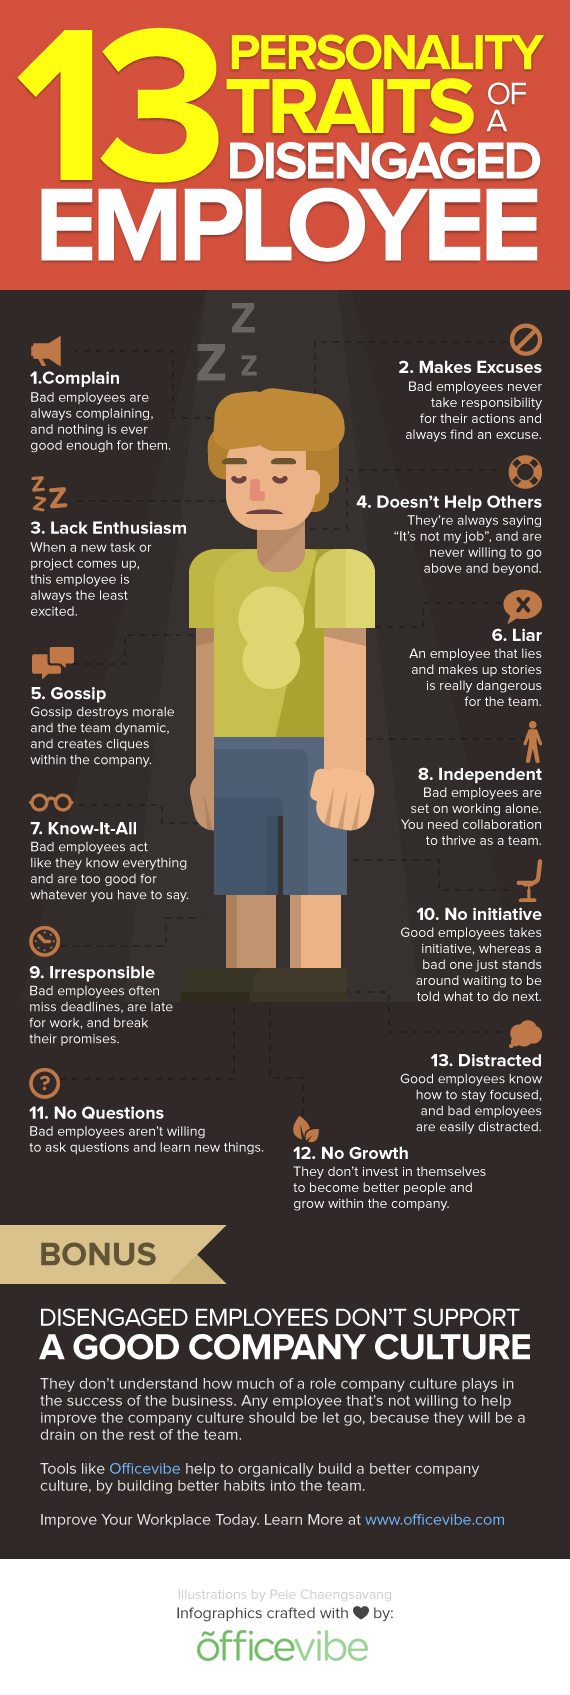 13 PERSONALITY
TRAITS OF A
DISENGAGED
EMPLOYEE
Z
Z Z
1.Complain
Bad employees are
always complaining,
and nothing is ever
good enough for them.
2. Makes Excuses
Bad employees never
take responsibility
for their actions and
always find an excuse.
Z
Z Z Z
3. Lack Enthusiasm
When a new task or
project comes up,
this employee is
always the least
excited.
4. Doesn't Help Others
They're always saying
“It's not my job”, and are
never willing to go
above and beyond.
5. Gossip
Gossip destroys morale
and the team dynamic,
and creates cliques
within the company.
6. Liar
An employee that lies
and makes up stories
is really dangerous
for the team.
7. Know-It-All
Bad employees act
like they know everything
and are too good for
whatever you have to say.
8. Independent
Bad employees are
set on working alone.
You need collaboration
to thrive as a team.
9. Irresponsible
Bad employees often
miss deadlines, are late
for work, and break
their promises.
10. No initiative
Good employees takes
initiative, whereas a
bad one just stands
around waiting to be
told what to do next.
?
11. No Questions
Bad employees aren't willing
to ask questions and learn new things.
13. Distracted
Good employees know
how to stay focused,
and bad employees
are easily distracted.
12. No Growth
They don't invest in themselves
to become better people and
grow within the company.
BONUS
DISENGAGED EMPLOYEES DON'T SUPPORT
A GOOD COMPANY CULTURE
They don't understand how much of a role company culture plays in
the success of the business. Any employee that's not willing to help
improve the company culture should be let go, because they will be a
drain on the rest of the team.
Tools like Officevibe help to organically build a better company
culture, by building better habits into the team.
Improve Your Workplace Today. Learn More at www.officevibe.com
Illustrations by Pele Chaengsavang
Infographics crafted with ♥ by:
õfficevibe